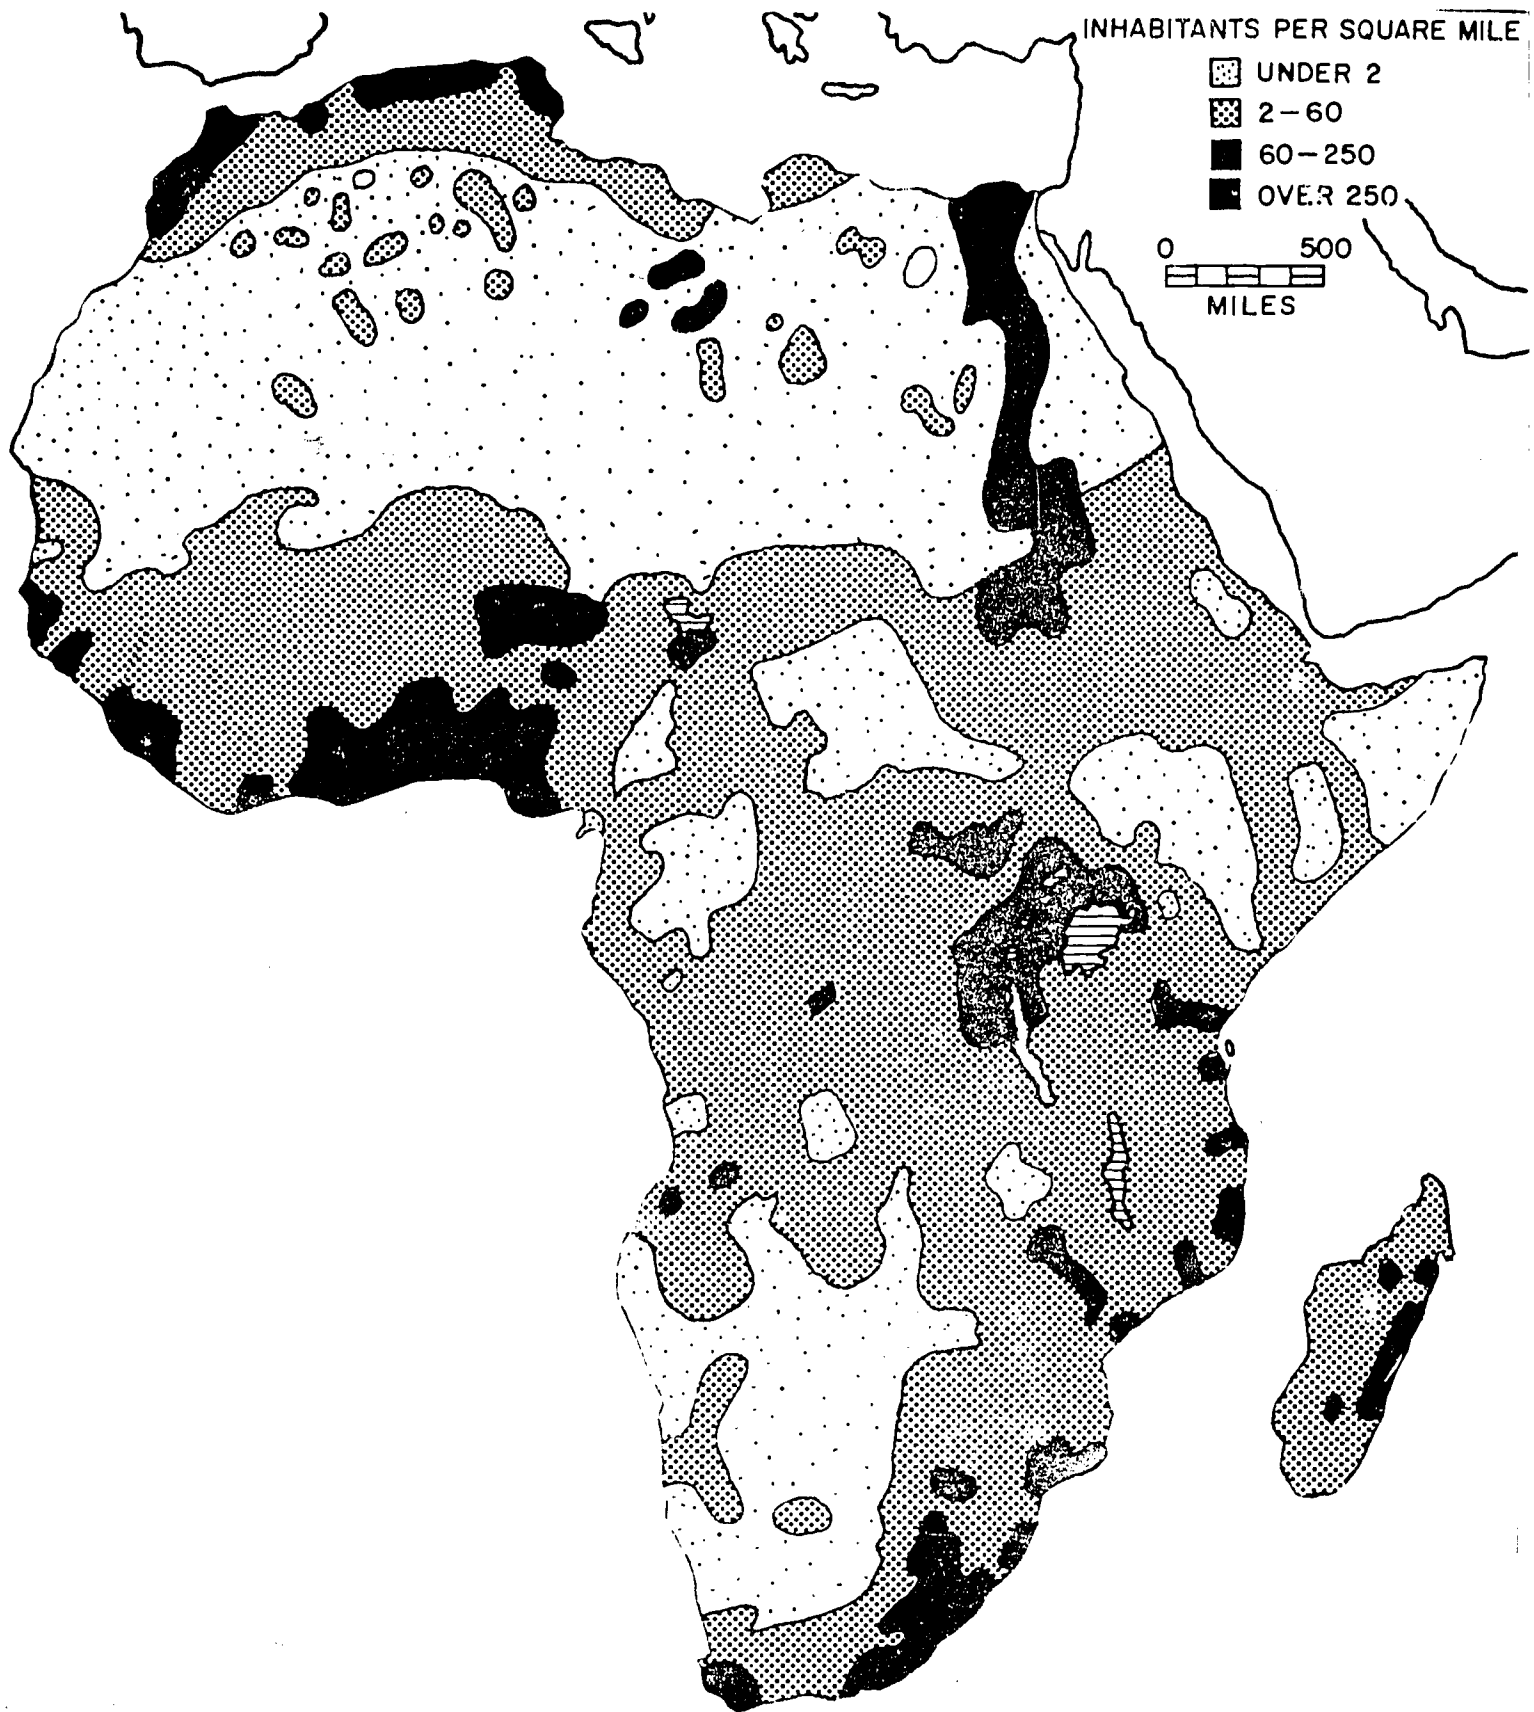 INHABITANTS PER SQUARE MILE
UNDER 2
2-60
60-250
OVER 250
0 500
MILES